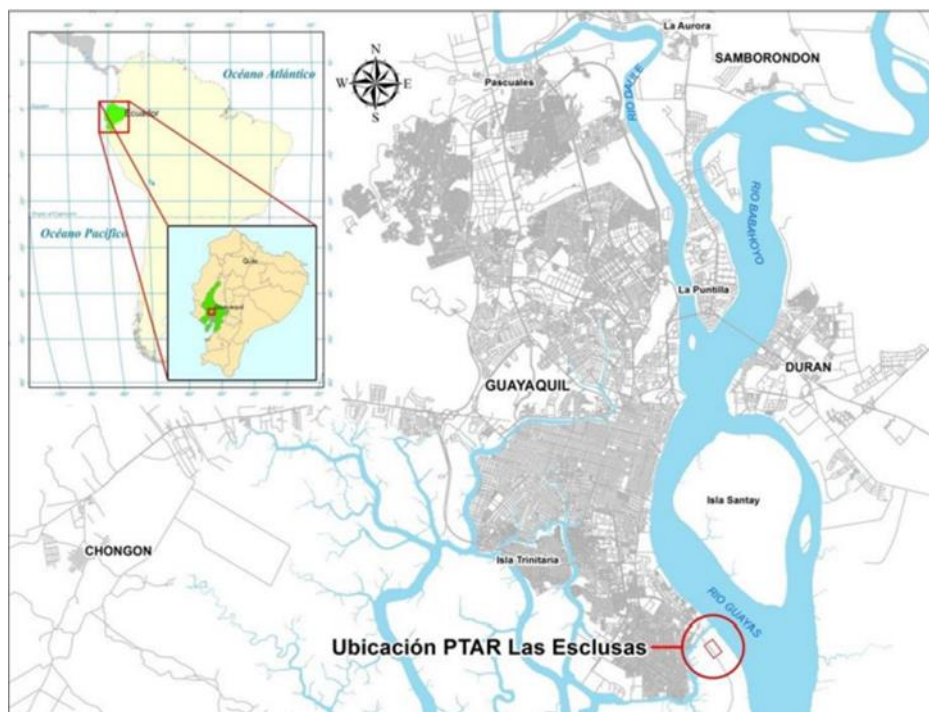 Océano Atlántico
Ecuador
Océano Pacífico
Quito
Guayaquil
N
W
E
S
La Aurora
SAMBORONDON
Pascuales
RIO DAULE
RIO BABAHOYO
La Puntilla
DURAN
GUAYAQUIL
Isla Santay
CHONGON
Isla Trinitaria
RIO GUAYAS
Ubicación PTAR Las Esclusas